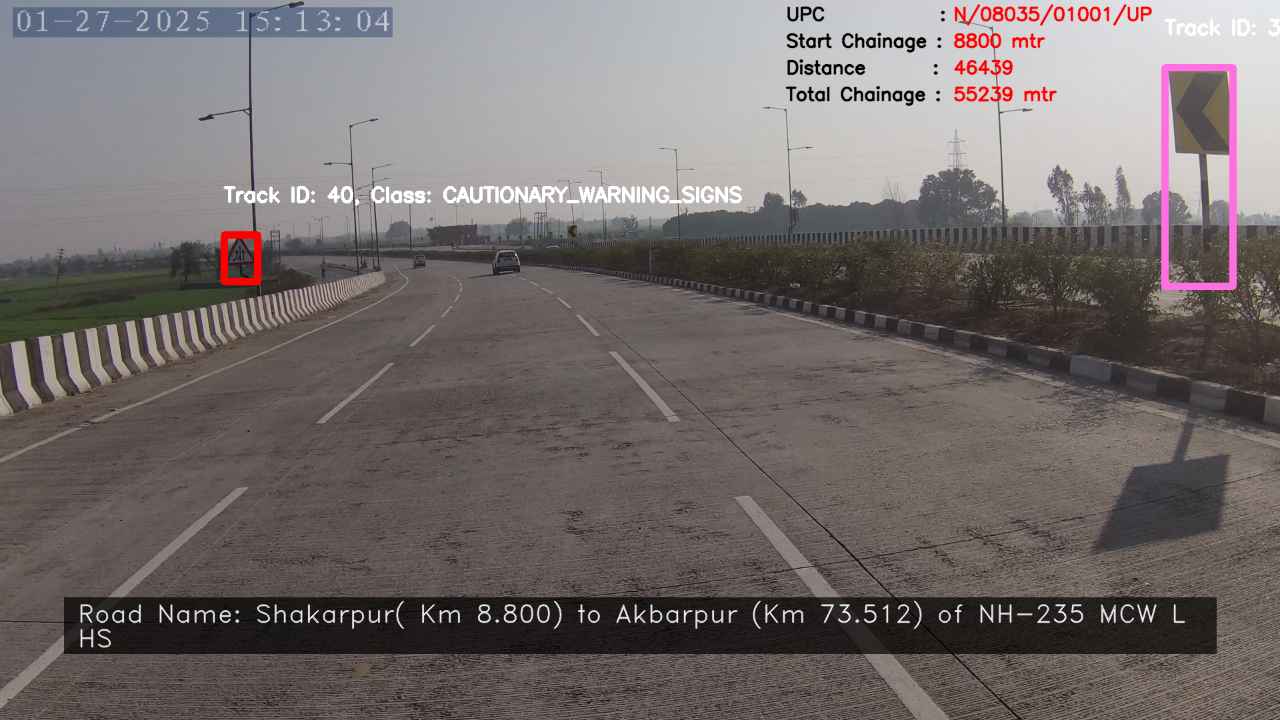 01-27-2025 15:13:04
UPC : N/08035/01001/UP
Track ID: 3
Start Chainage : 8800 mtr
Distance : 46439
Total Chainage : 55239 mtr
Track ID: 40, Class: CAUTIONARY_WARNING_SIGNS
Road Name: Shakarpur( Km 8.800) to Akbarpur (Km 73.512) of NH-235 MCW L
HS